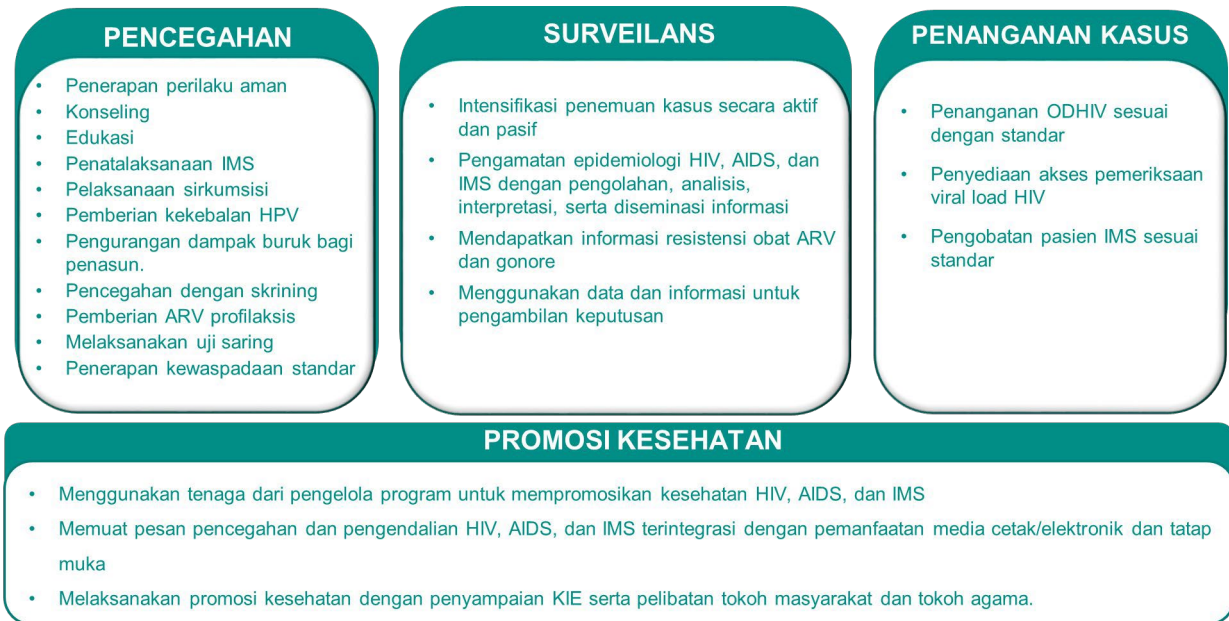 PENCEGAHAN
• Penerapan perilaku aman
• Konseling
• Edukasi
• Penatalaksanaan IMS
• Pelaksanaan sirkumsisi
• Pemberian kekebalan HPV
• Pengurangan dampak buruk bagi
penasun.
• Pencegahan dengan skrining
• Pemberian ARV profilaksis
• Melaksanakan uji saring
• Penerapan kewaspadaan standar
SURVEILANS
• Intensifikasi penemuan kasus secara aktif
dan pasif
• Pengamatan epidemiologi HIV, AIDS, dan
IMS dengan pengolahan, analisis,
interpretasi, serta diseminasi informasi
• Mendapatkan informasi resistensi obat ARV
dan gonore
• Menggunakan data dan informasi untuk
pengambilan keputusan
PENANGANAN KASUS
• Penanganan ODHIV sesuai
dengan standar
• Penyediaan akses pemeriksaan
viral load HIV
• Pengobatan pasien IMS sesuai
standar
PROMOSI KESEHATAN
• Menggunakan tenaga dari pengelola program untuk mempromosikan kesehatan HIV, AIDS, dan IMS
• Memuat pesan pencegahan dan pengendalian HIV, AIDS, dan IMS terintegrasi dengan pemanfaatan media cetak/elektronik dan tatap
muka
• Melaksanakan promosi kesehatan dengan penyampaian KIE serta pelibatan tokoh masyarakat dan tokoh agama.